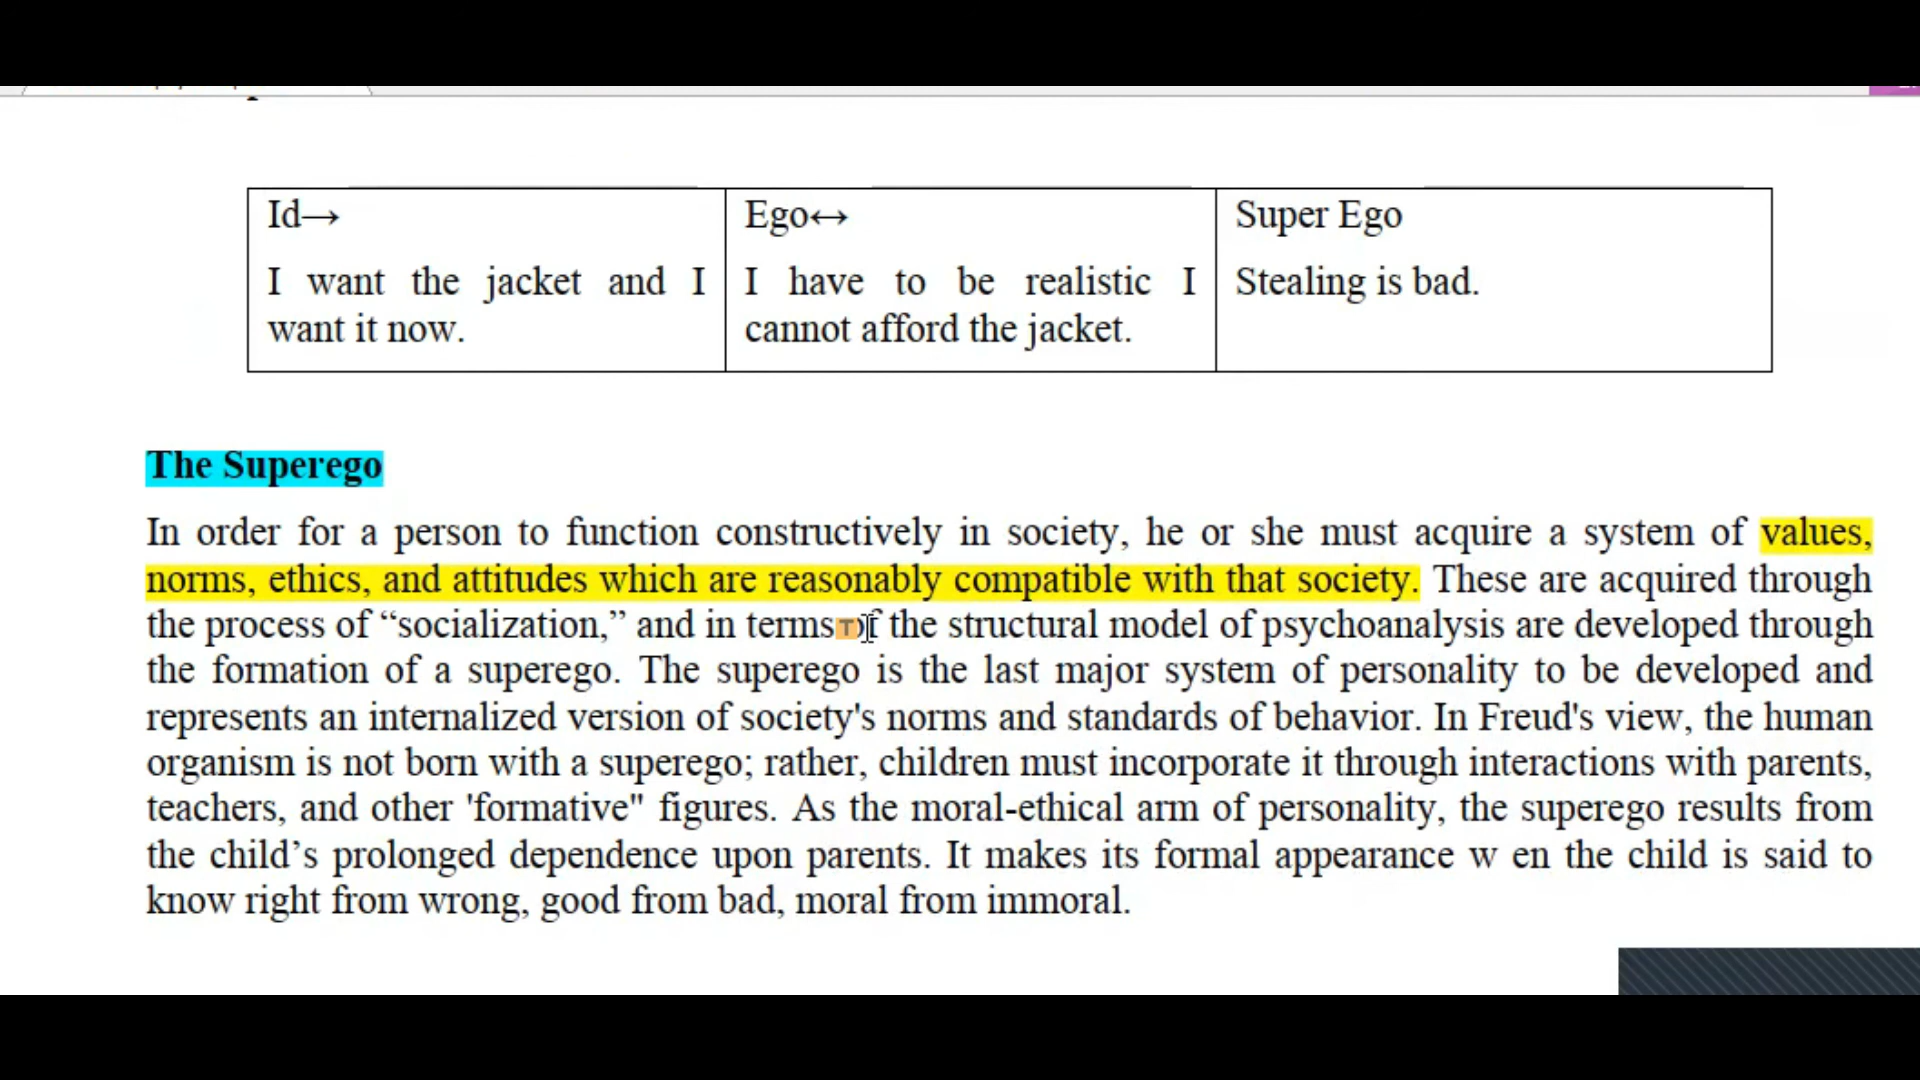 Id→
I want the jacket and I
want it now.
Ego↔
I have to be realistic I
cannot afford the jacket.
Super Ego
Stealing is bad.
The Superego
In order for a person to function constructively in society, he or she must acquire a system of values,
norms, ethics, and attitudes which are reasonably compatible with that society. These are acquired through
the process of “socialization,” and in terms of the structural model of psychoanalysis are developed through
the formation of a superego. The superego is the last major system of personality to be developed and
represents an internalized version of society's norms and standards of behavior. In Freud's view, the human
organism is not born with a superego; rather, children must incorporate it through interactions with parents,
teachers, and other 'formative" figures. As the moral-ethical arm of personality, the superego results from
the child’s prolonged dependence upon parents. It makes its formal appearance w en the child is said to
know right from wrong, good from bad, moral from immoral.